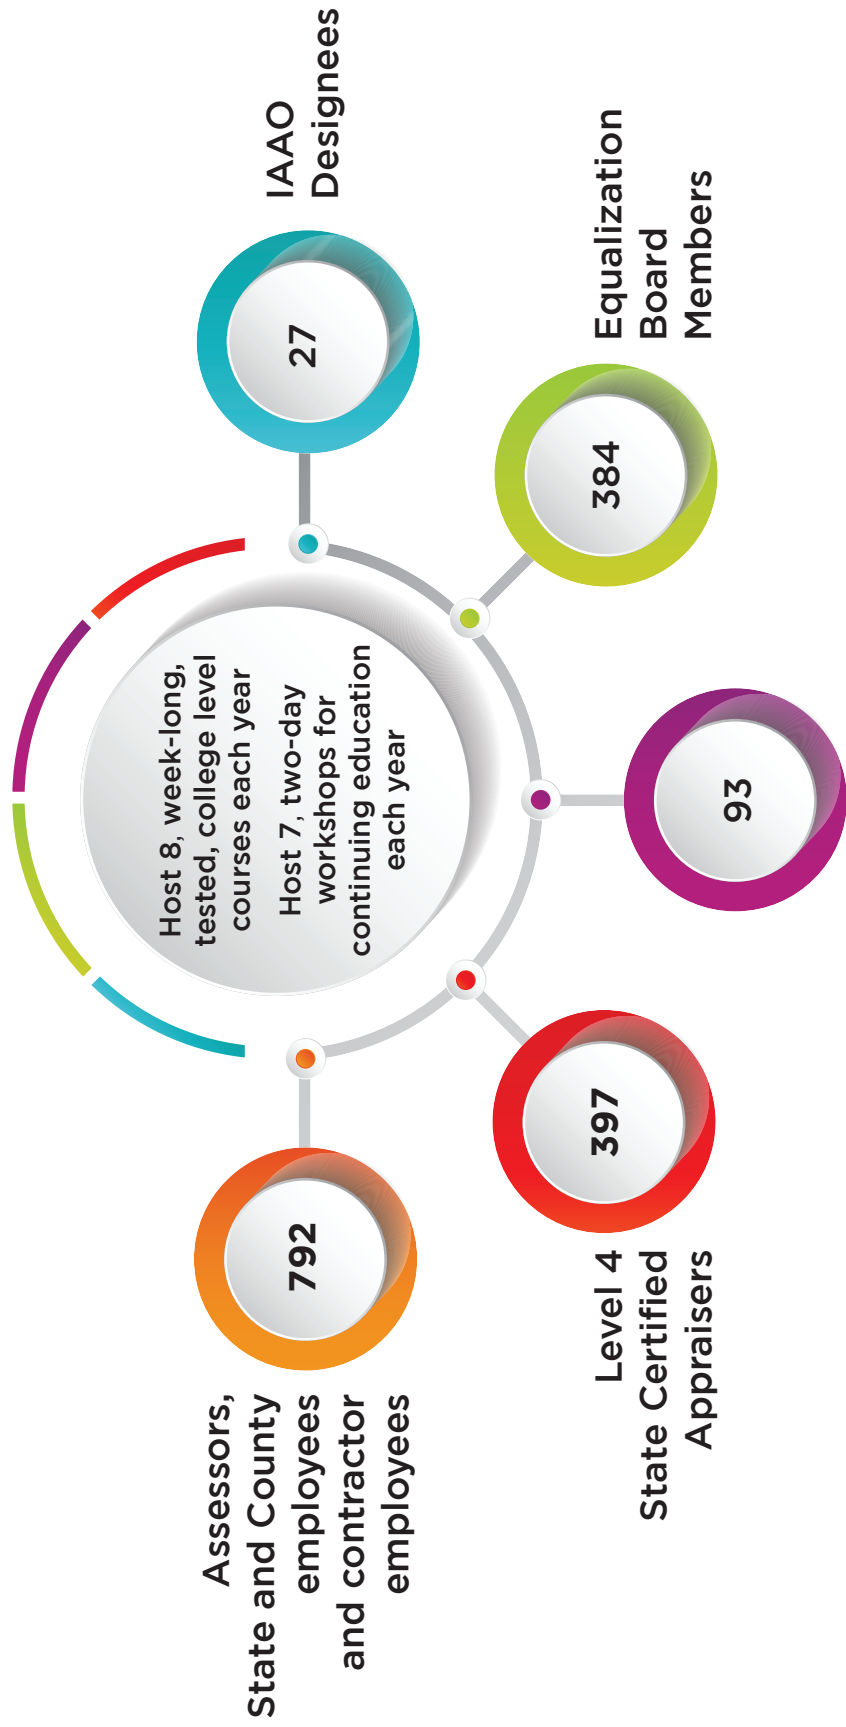 Host 8, week-long,
tested, college level
courses each year
Host 7, two-day
workshops for
continuing education
each year
Assessors,
State and County
employees
and contractor
employees
792
Level 4
State Certified
Appraisers
397
93
384
Equalization
Board
Members
27
IAAO
Designees